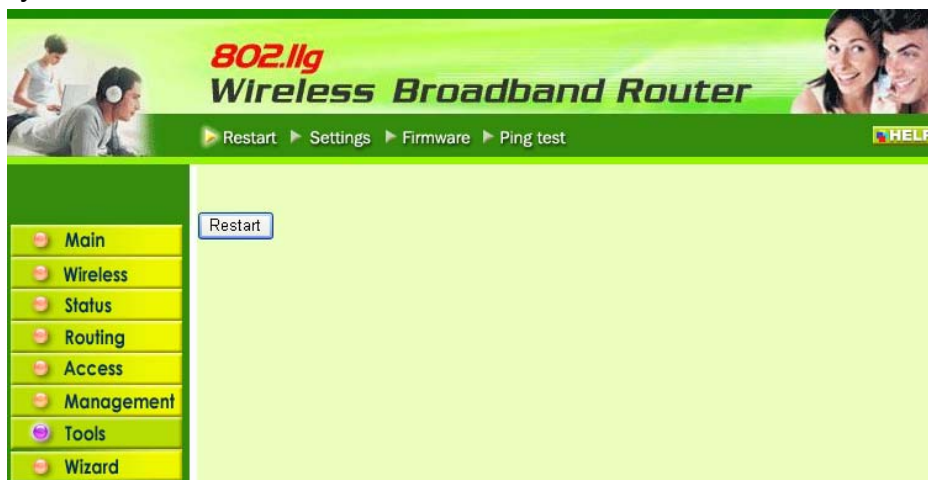 802.11g
Wireless Broadband Router
Restart Settings Firmware Ping test
HELP
Restart
Main
Wireless
Status
Routing
Access
Management
Tools
Wizard